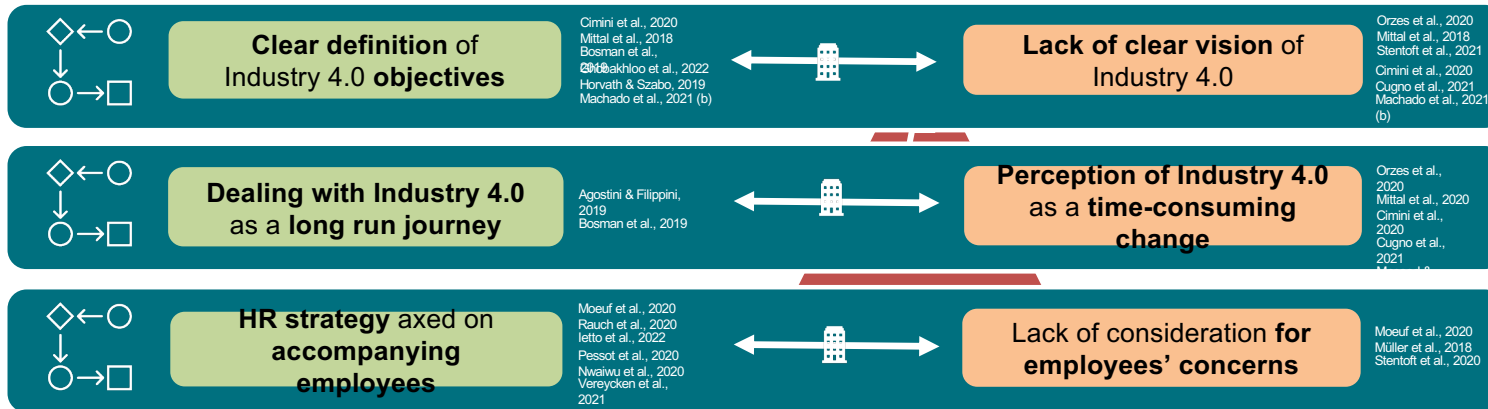 Clear definition of
Industry 4.0 objectives
Cimini et al., 2020
Mittal et al., 2018
Bosman et al.,
2019
Ghobakhloo et al., 2022
Horvath & Szabo, 2019
Machado et al., 2021 (b)
Lack of clear vision of
Industry 4.0
Orzes et al., 2020
Mittal et al., 2018
Stentoft et al., 2021
Cimini et al., 2020
Cugno et al., 2021
Machado et al., 2021
(b)
Dealing with Industry 4.0
as a long run journey
Agostini & Filippini,
2019
Bosman et al., 2019
Perception of Industry 4.0
as a time-consuming
change
Orzes et al.,
2020
Mittal et al., 2020
Cimini et al.,
2020
Cugno et al.,
2021
HR strategy axed on
accompanying
employees
Moeuf et al., 2020
Rauch et al., 2020
Ietto et al., 2022
Pessot et al., 2020
Nwaiwu et al., 2020
Vereycken et al.,
2021
Lack of consideration for
employees’ concerns
Moeuf et al., 2020
Müller et al., 2018
Stentoft et al., 2020